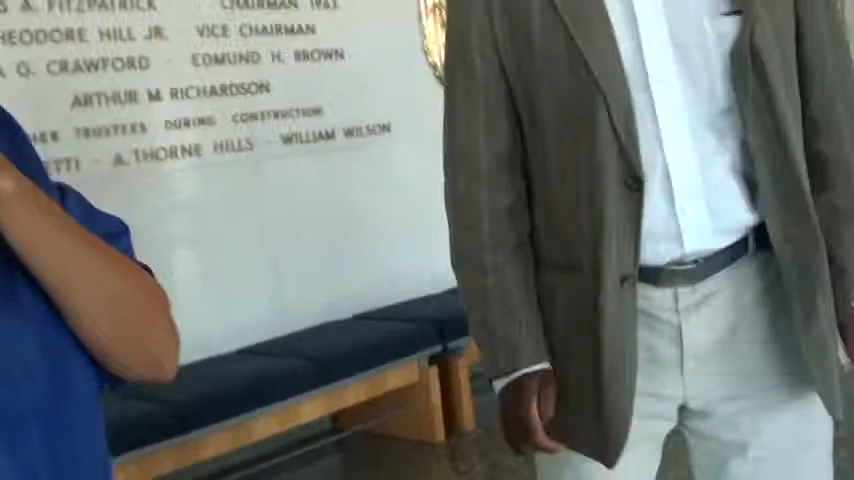 A. FITZPATRICK CHAIRMAN 1963
THEODORE HILL JR. VICE CHAIRMAN
G. CRAWFORD EDMUND H. BROWN
ARTHUR M. RICHARDSON
TRUSTEES DURING CONSTRUCTION
A. THORNE HILLS WILLIAM WILSON